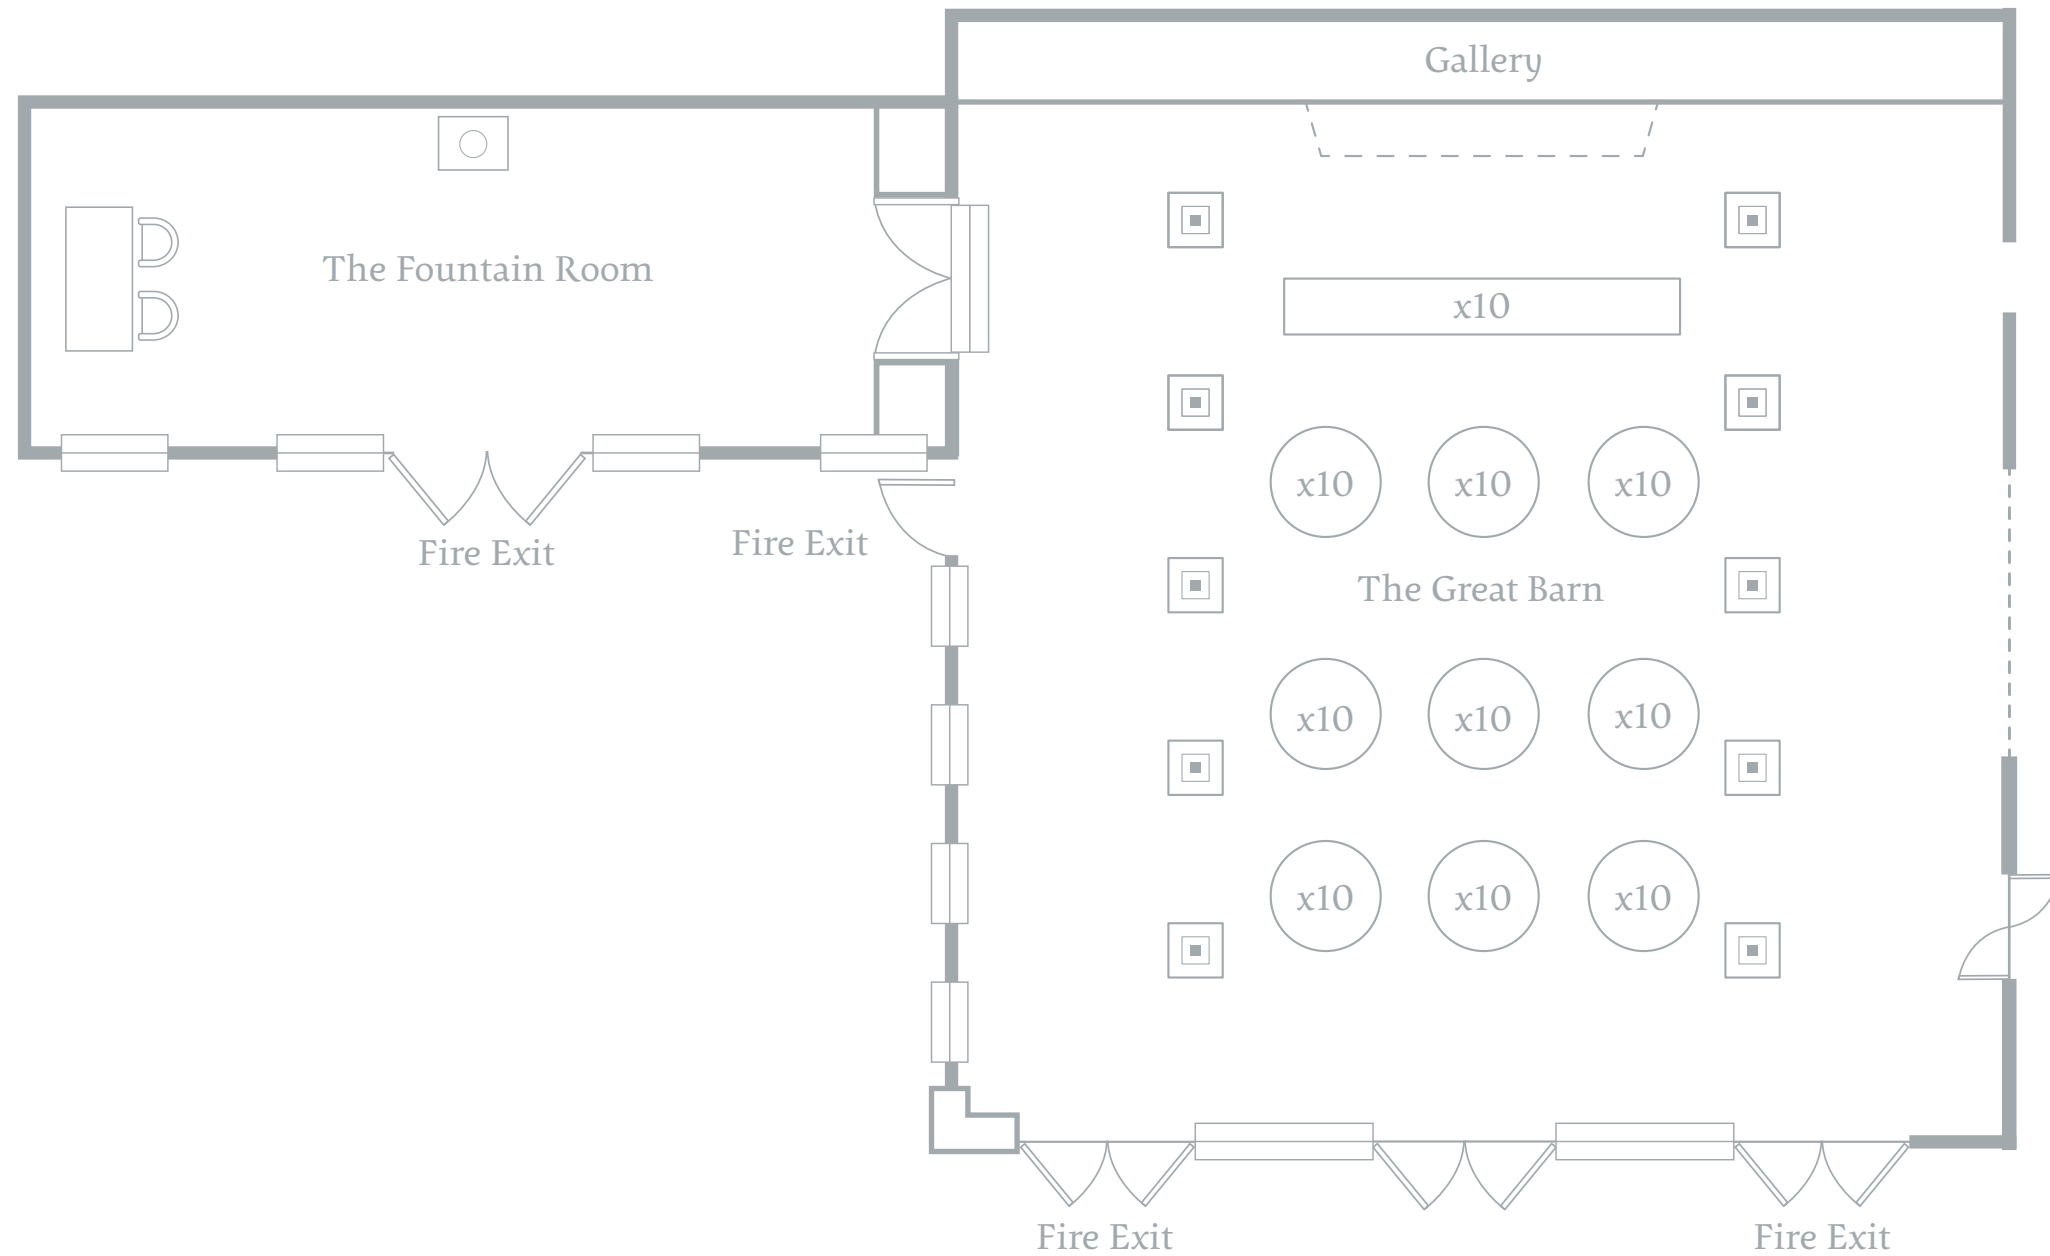 Gallery
The Fountain Room
x10
x10 x10 x10
Fire Exit
Fire Exit
The Great Barn
x10 x10 x10
x10 x10 x10
Fire Exit
Fire Exit